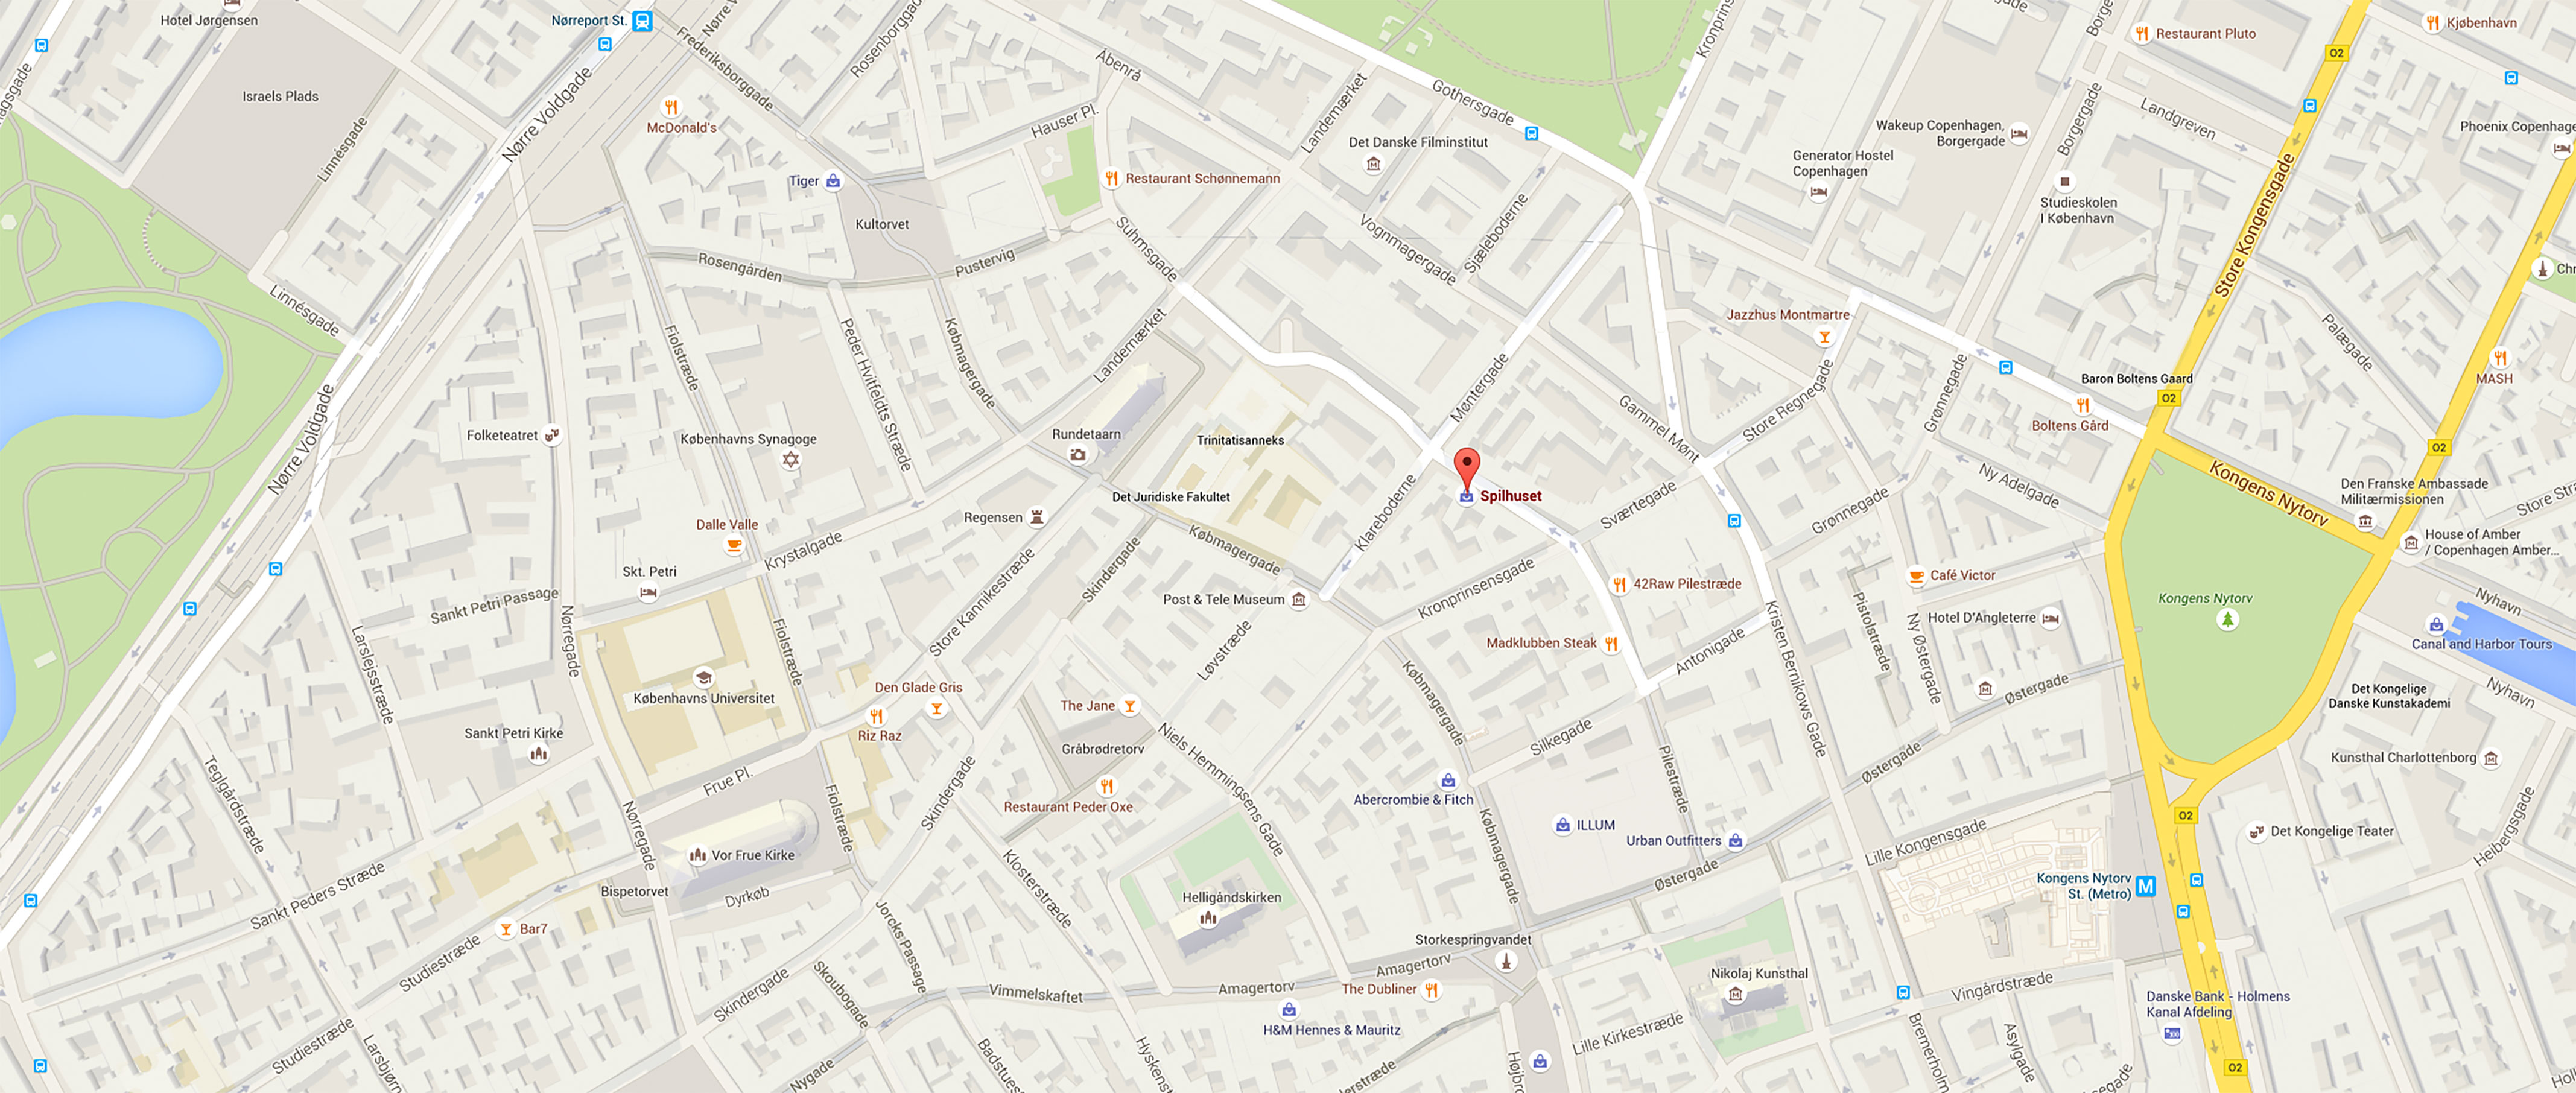 Hotel Jørgensen
Nørreport St.
Israels Plads
Linnésgade
Linnésgade
Nørre Voldgade
Nørre Voldgade
Frederiksborggade
Rosenborggade
McDonald's
Tiger
Kultorvet
Åbenrå
Hauser Pl.
Landemærket
Landemærket
Restaurant Schønnemann
Suhmsgade
Rosengården
Pustervig
Gothersgade
Det Danske Filminstitut
Vognmagergade
Sjæleboderne
Restaurant Pluto
Kjøbenhavn
Wakeup Copenhagen,
Borgergade
Generator Hostel
Copenhagen
Borgergade
Landgreven
Studieskolen
I København
Store Kongensgade
O2
Palægade
Jazzhus Montmartre
MASH
Baron Boltens Gaard
O2
Boltens Gård
O2
Grønnegade
Store Regnegade
Gammel Mønt
Møntergade
Fiolstræde
Peder Hvitfeldts Stræde
Købmagergade
Folketeatret
Københavns Synagoge
Rundetaarn
Trinitatisanneks
Det Juridiske Fakultet
Regensen
Dalle Valle
Krystalgade
Skt. Petri
Sankt Petri Passage
Nørregade
Larslejsstræde
Store Kannikestræde
Skindergade
Købmagergade
Post & Tele Museum
Løvstræde
Klareboderne
Spilhuset
Sværtegade
Kronprinsensgade
42Raw Pilestræde
Madklubben Steak
Antonigade
Kristen Bernikows Gade
Grønnegade
Ny Adelgade
Kongens Nytorv
Det Franske Ambassade
Militærmissionen
House of Amber
/ Copenhagen Amber...
Café Victor
Pistolstræde
Ny Østergade
Hotel D'Angleterre
Kongens Nytorv
Nyhavn
Canal and Harbor Tours
Nyhavn
Østergade
Østergade
Det Kongelige
Danske Kunstakademi
Kunsthal Charlottenborg
Københavns Universitet
Fiolstræde
Den Glade Gris
Riz Raz
The Jane
Gråbrødretorv
Restaurant Peder Oxe
Niels Hemmingsens Gade
Købmagergade
Silkegade
Pilestræde
Abercrombie & Fitch
ILLUM
Urban Outfitters
Østergade
Købmagergade
Sankt Petri Kirke
Teglgårdstræde
Frue Pl.
Nørregade
Fiolstræde
Skindergade
Vor Frue Kirke
Bispetorvet
Dyrkøb
Klosterstræde
Helligåndskirken
Jorcks Passage
Sankt Peders Stræde
Bar7
Studiestræde
Studiestræde
Skindergade
Skoubogade
Vimmelskaftet
Amagertorv
Amagertorv
Storkespringvandet
The Dubliner
H&M Hennes & Mauritz
Nikolaj Kunsthal
Lille Kirkestræde
Lille Kongensgade
Kongens Nytorv
St. (Metro)
M
O2
Det Kongelige Teater
Heibergsgade
Vingårdstræde
Danske Bank - Holmens
Kanal Afdeling
Asylgade
Nygade
O2